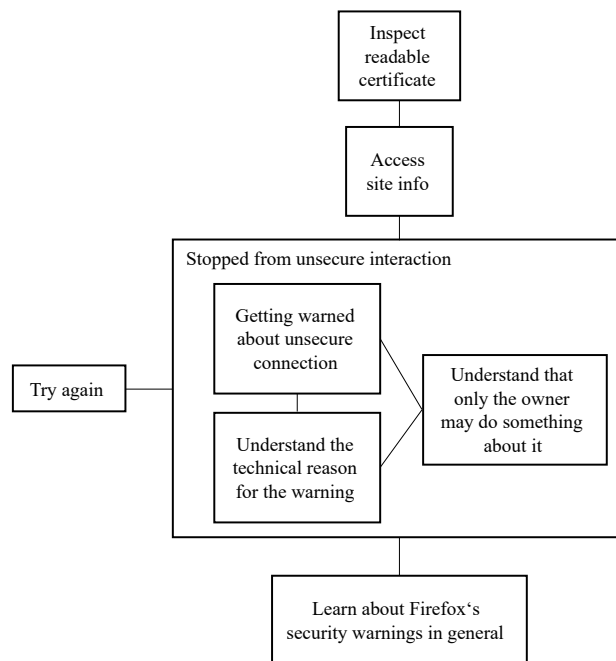 Inspect
readable
certificate
Access
site info
Stopped from unsecure interaction
Getting warned
about unsecure
connection
Try again
Understand that
only the owner
may do something
about it
Understand the
technical reason
for the warning
Learn about Firefox‘s
security warnings in general